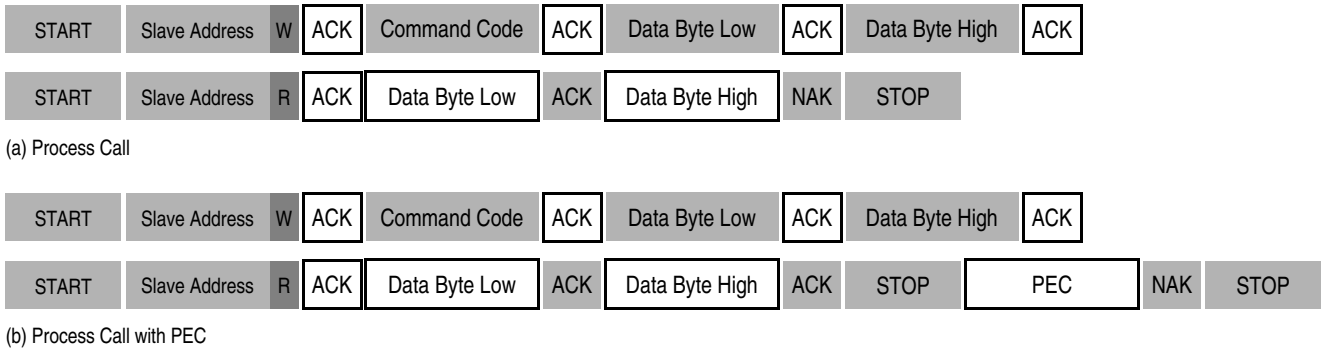 START Slave Address W ACK Command Code ACK Data Byte Low ACK Data Byte High ACK
START Slave Address R ACK Data Byte Low ACK Data Byte High NAK STOP
(a) Process Call
START Slave Address W ACK Command Code ACK Data Byte Low ACK Data Byte High ACK
START Slave Address R ACK Data Byte Low ACK Data Byte High ACK STOP PEC NAK STOP
(b) Process Call with PEC